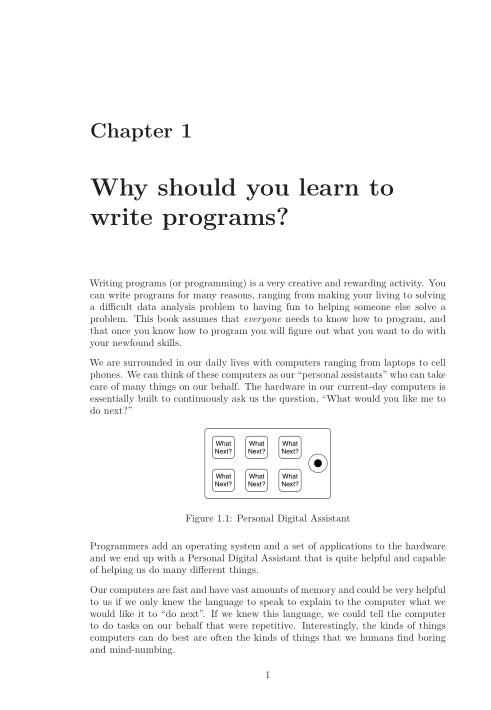 Chapter 1
Why should you learn to
write programs?
Writing programs (or programming) is a very creative and rewarding activity. You
can write programs for many reasons, ranging from making your living to solving
a difficult data analysis problem to having fun to helping someone else solve a
problem. This book assumes that everyone needs to know how to program, and
that once you know how to program you will figure out what you want to do with
your newfound skills.
We are surrounded in our daily lives with computers ranging from laptops to cell
phones. We can think of these computers as our “personal assistants” who can take
care of many things on our behalf. The hardware in our current-day computers is
essentially built to continuously ask us the question, “What would you like me to
do next?”
What What What
Next? Next? Next?
What What What
Next? Next? Next?
Figure 1.1: Personal Digital Assistant
Programmers add an operating system and a set of applications to the hardware
and we end up with a Personal Digital Assistant that is quite helpful and capable
of helping us do many different things.
Our computers are fast and have vast amounts of memory and could be very helpful
to us if we only knew the language to speak to explain to the computer what we
would like it to “do next”. If we knew this language, we could tell the computer
to do tasks on our behalf that were repetitive. Interestingly, the kinds of things
computers can do best are often the kinds of things that we humans find boring
and mind-numbing.
1